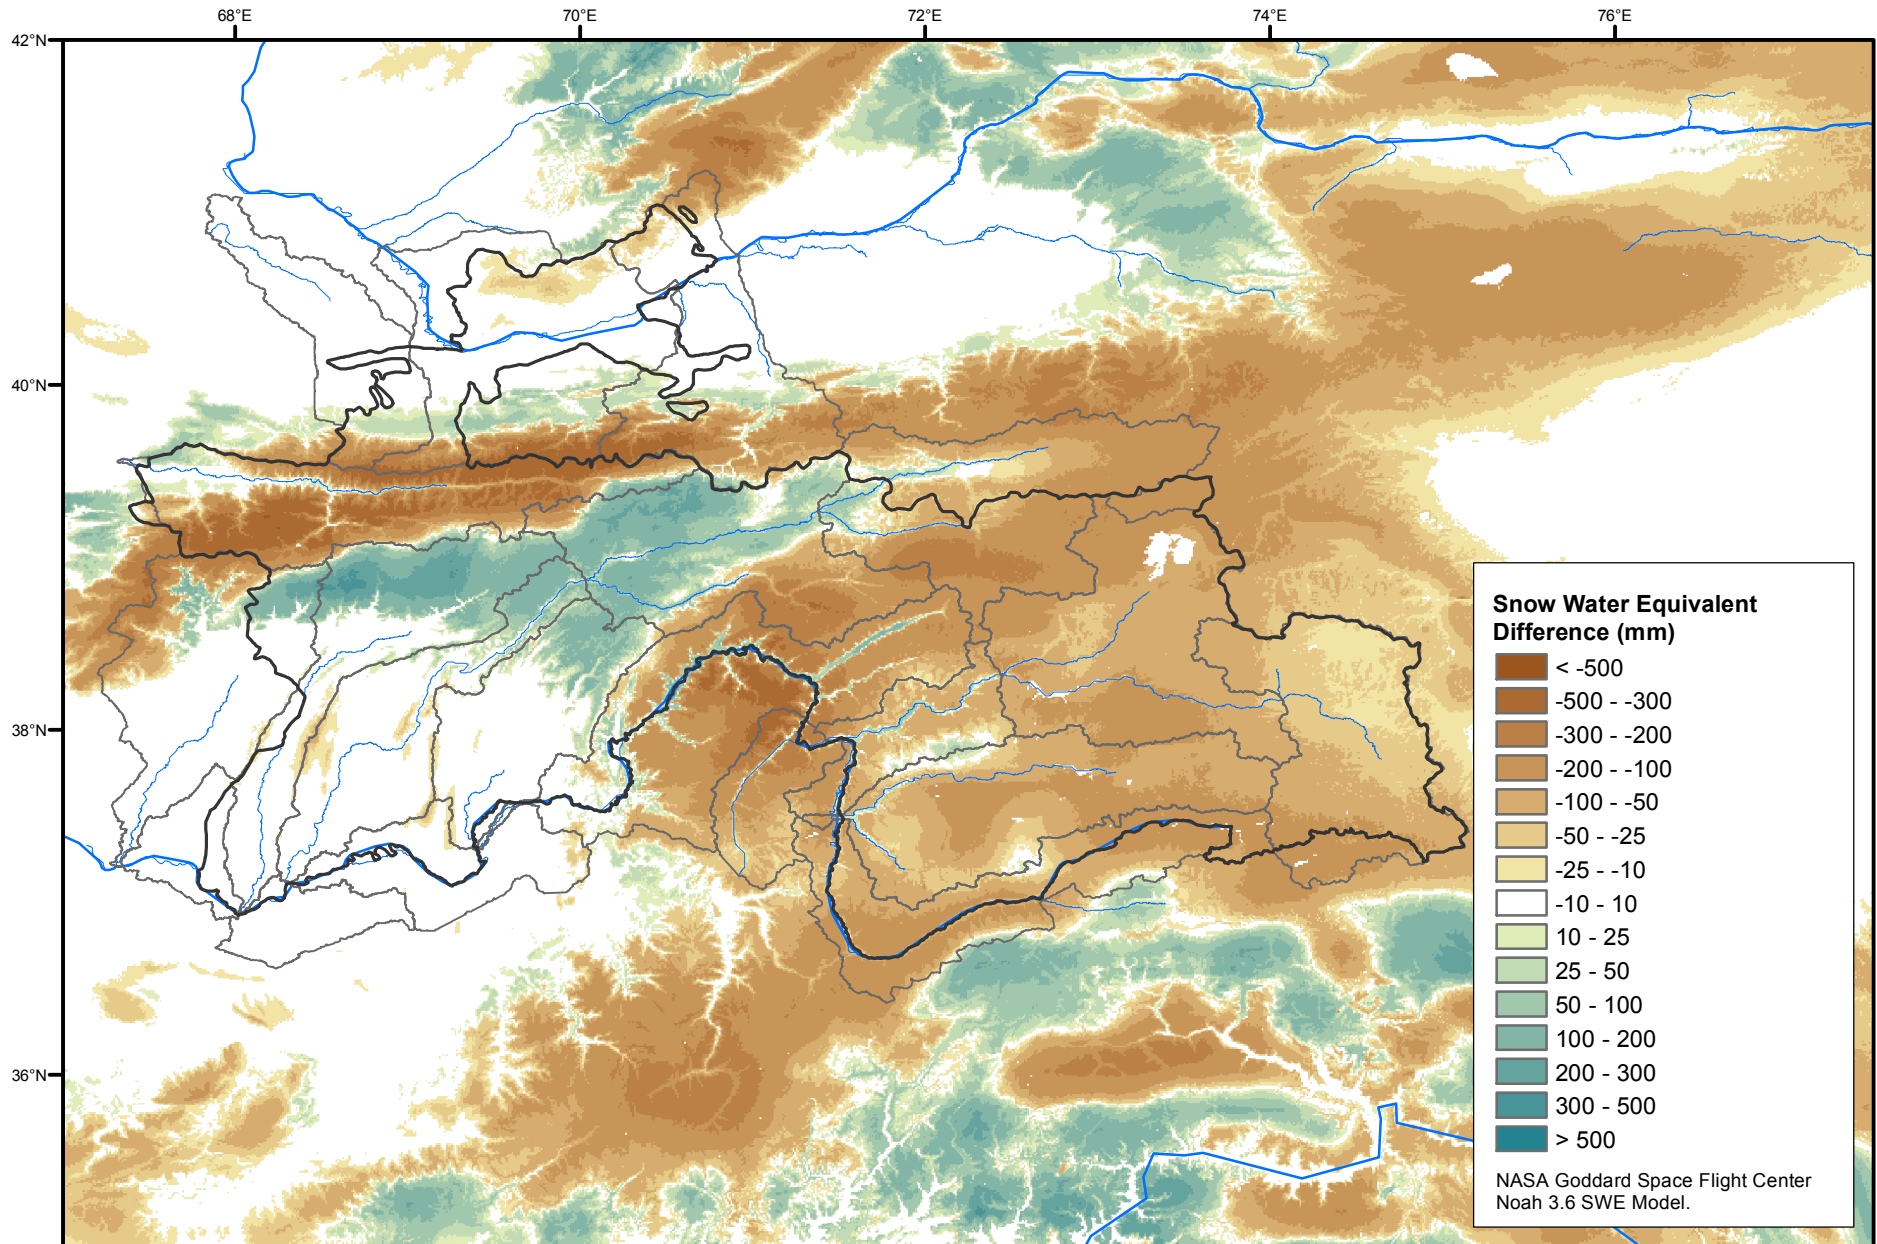 68°E 70°E 72°E 74°E 76°E
42°N
40°N
38°N
36°N
Snow Water Equivalent
Difference (mm)
< -500
-500 - -300
-300 - -200
-200 - -100
-100 - -50
-50 - -25
-25 - -10
-10 - 10
10 - 25
25 - 50
50 - 100
100 - 200
200 - 300
300 - 500
> 500
NASA Goddard Space Flight Center
Noah 3.6 SWE Model.